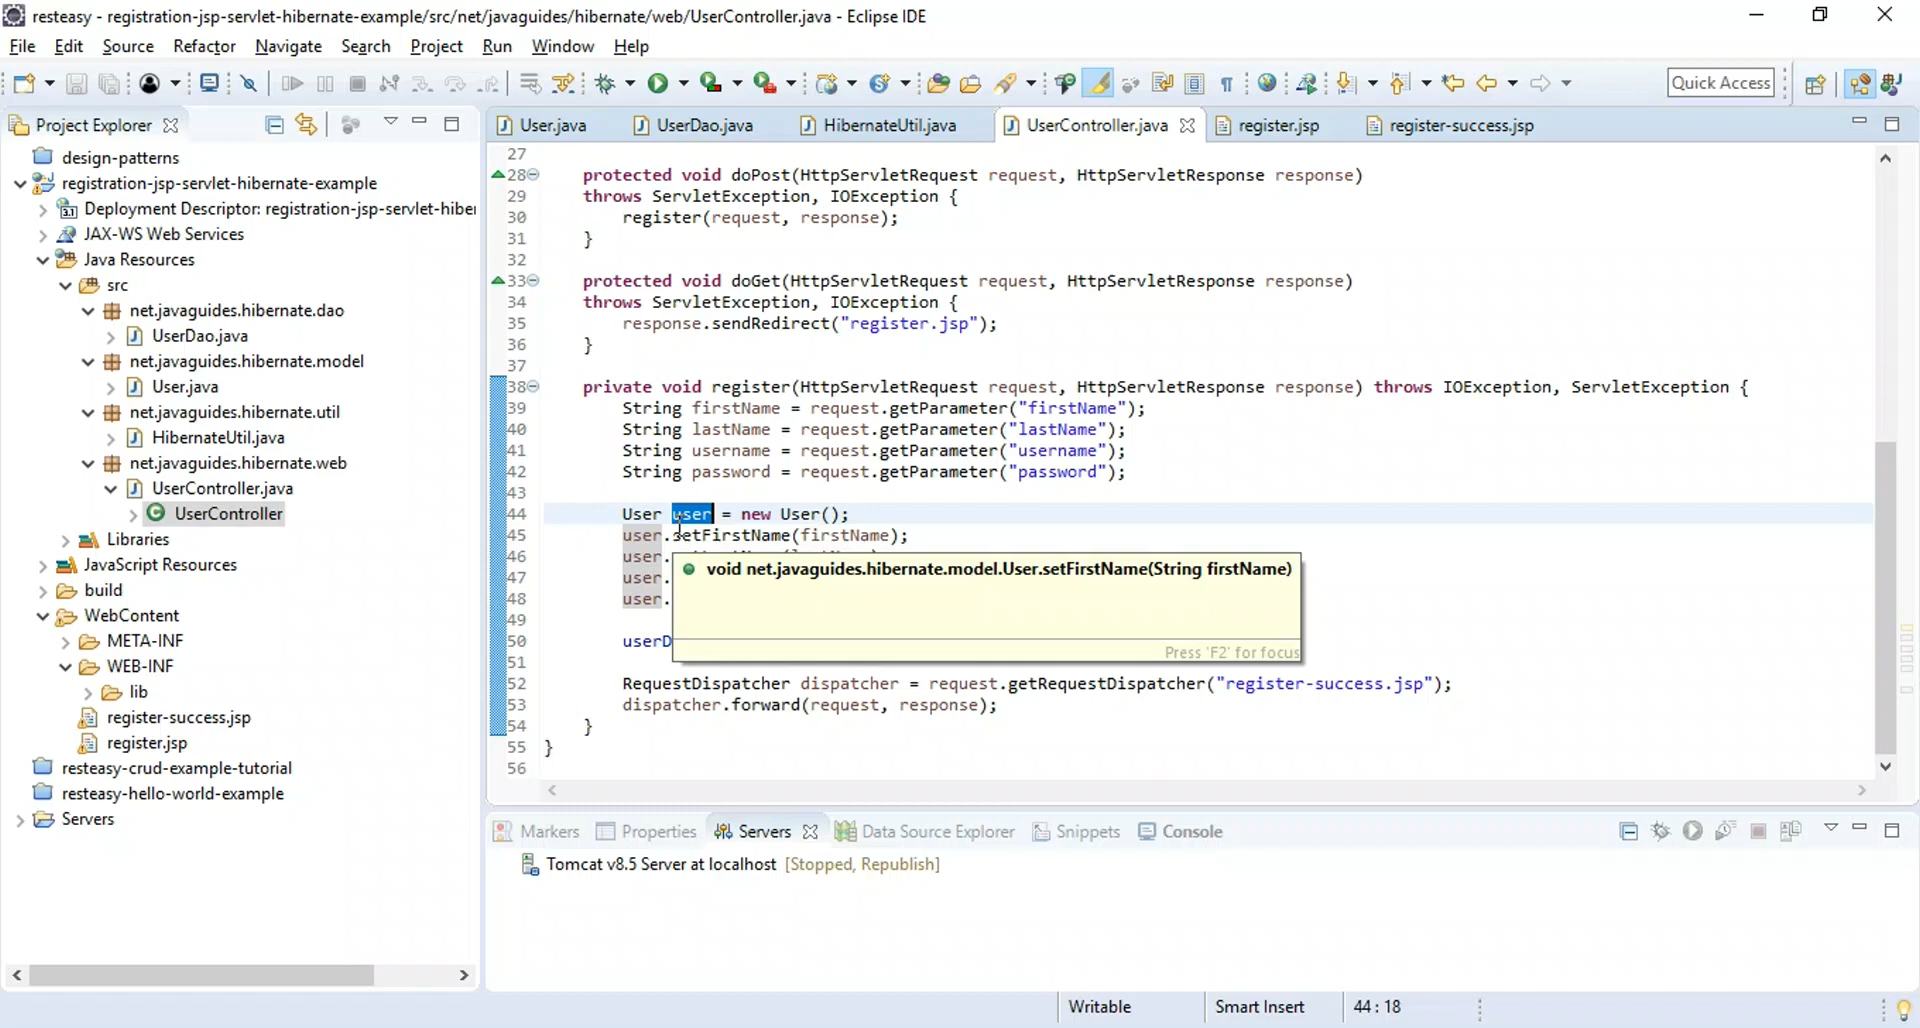 resteasy - registration-jsp-servlet-hibernate-example/src/net/javaguides/hibernate/web/UserController.java - Eclipse IDE
File Edit Source Refactor Navigate Search Project Run Window Help
Quick Access
Project Explorer
design-patterns
registration-jsp-servlet-hibernate-example
Deployment Descriptor: registration-jsp-servlet-hiber
JAX-WS Web Services
Java Resources
src
net.javaguides.hibernate.dao
UserDao.java
net.javaguides.hibernate.model
User.java
net.javaguides.hibernate.util
HibernateUtil.java
net.javaguides.hibernate.web
UserController.java
UserController
Libraries
JavaScript Resources
build
WebContent
META-INF
WEB-INF
lib
register-success.jsp
register.jsp
resteasy-crud-example-tutorial
resteasy-hello-world-example
Servers
User.java UserDao.java HibernateUtil.java UserController.java register.jsp register-success.jsp
27
28 protected void doPost(HttpServletRequest request, HttpServletResponse response)
29 throws ServletException, IOException {
30 register(request, response);
31 }
32
33 protected void doGet(HttpServletRequest request, HttpServletResponse response)
34 throws ServletException, IOException {
35 response.sendRedirect("register.jsp");
36 }
37
38 private void register(HttpServletRequest request, HttpServletResponse response) throws IOException, ServletException {
39 String firstName = request.getParameter("firstName");
40 String lastName = request.getParameter("lastName");
41 String username = request.getParameter("username");
42 String password = request.getParameter("password");
43
44 User user = new User();
45 user.setFirstName(firstName);
46 user.
47 user.
48 user.
49
50 userD
51
52 RequestDispatcher dispatcher = request.getRequestDispatcher("register-success.jsp");
53 dispatcher.forward(request, response);
54 }
55 }
56
void net.javaguides.hibernate.model.User.setFirstName(String firstName)
Press 'F2' for focus
Markers Properties Servers Data Source Explorer Snippets Console
Tomcat v8.5 Server at localhost [Stopped, Republish]
Writable Smart Insert 44 : 18